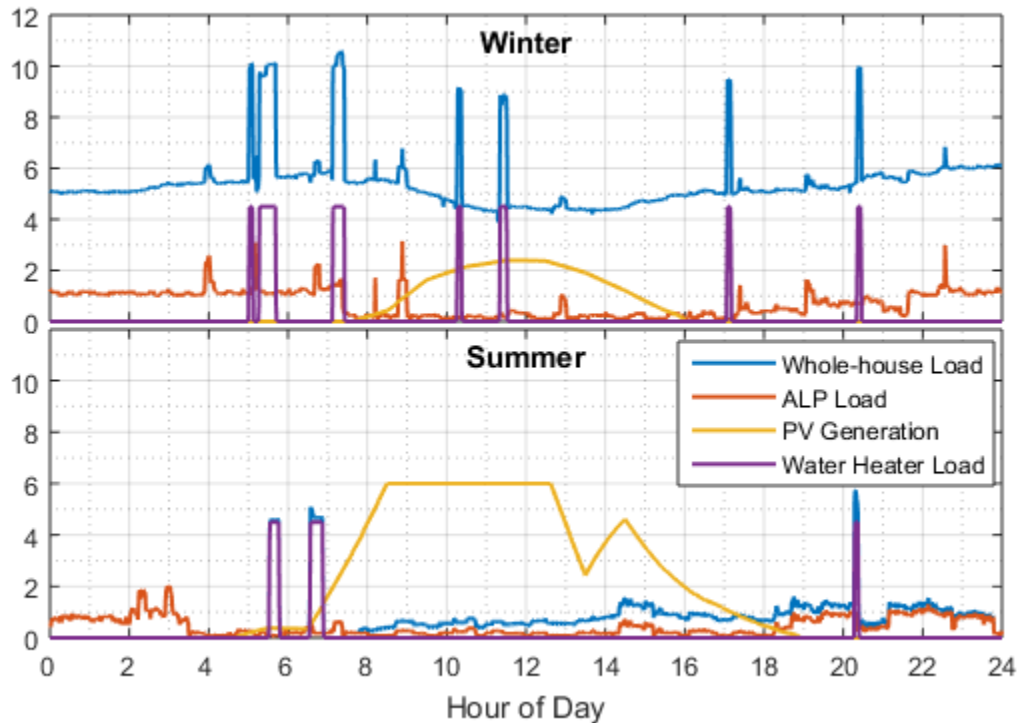 12
Winter
10
8
6
4
2
0
Summer
Whole-house Load
10
ALP Load
8
PV Generation
Water Heater Load
6
4
2
0
0 2 4 6 8 10 12 14 16 18 20 22 24
Hour of Day